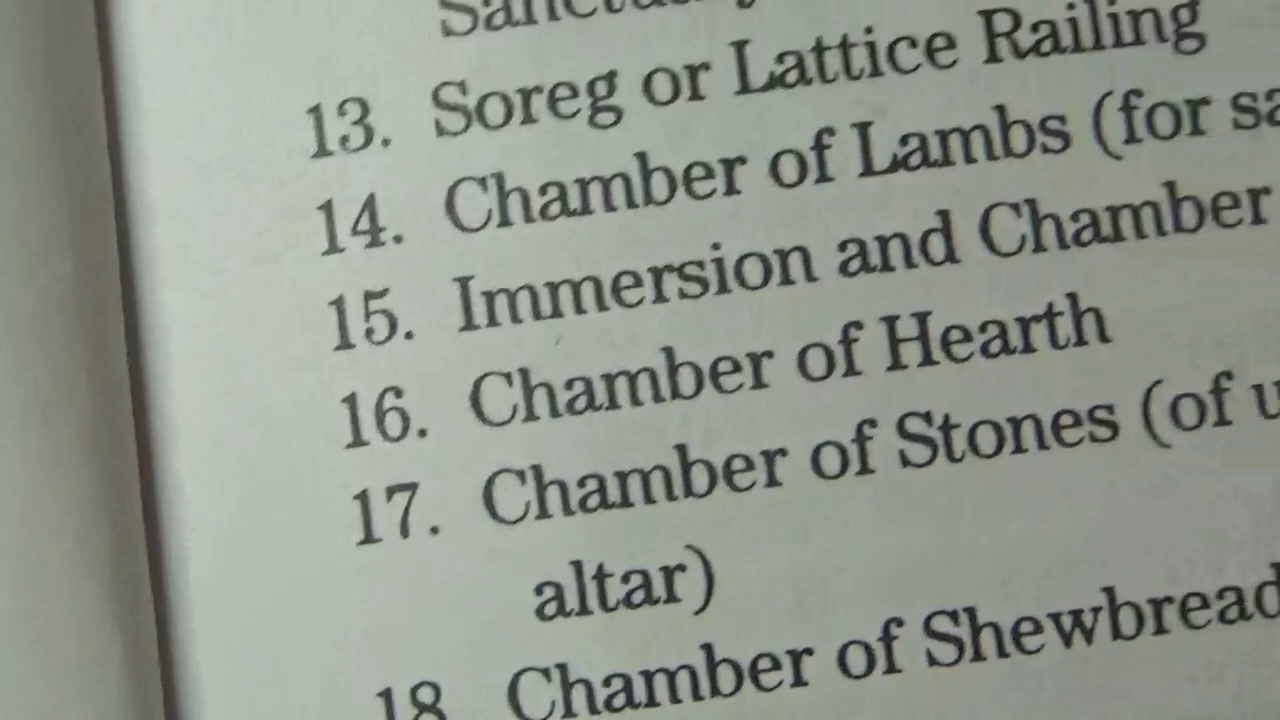 13. Soreg or Lattice Railing
14. Chamber of Lambs (for
15. Immersion and Chamber
16. Chamber of Hearth
17. Chamber of Stones (of
altar)
18 Chamber of Shewbread